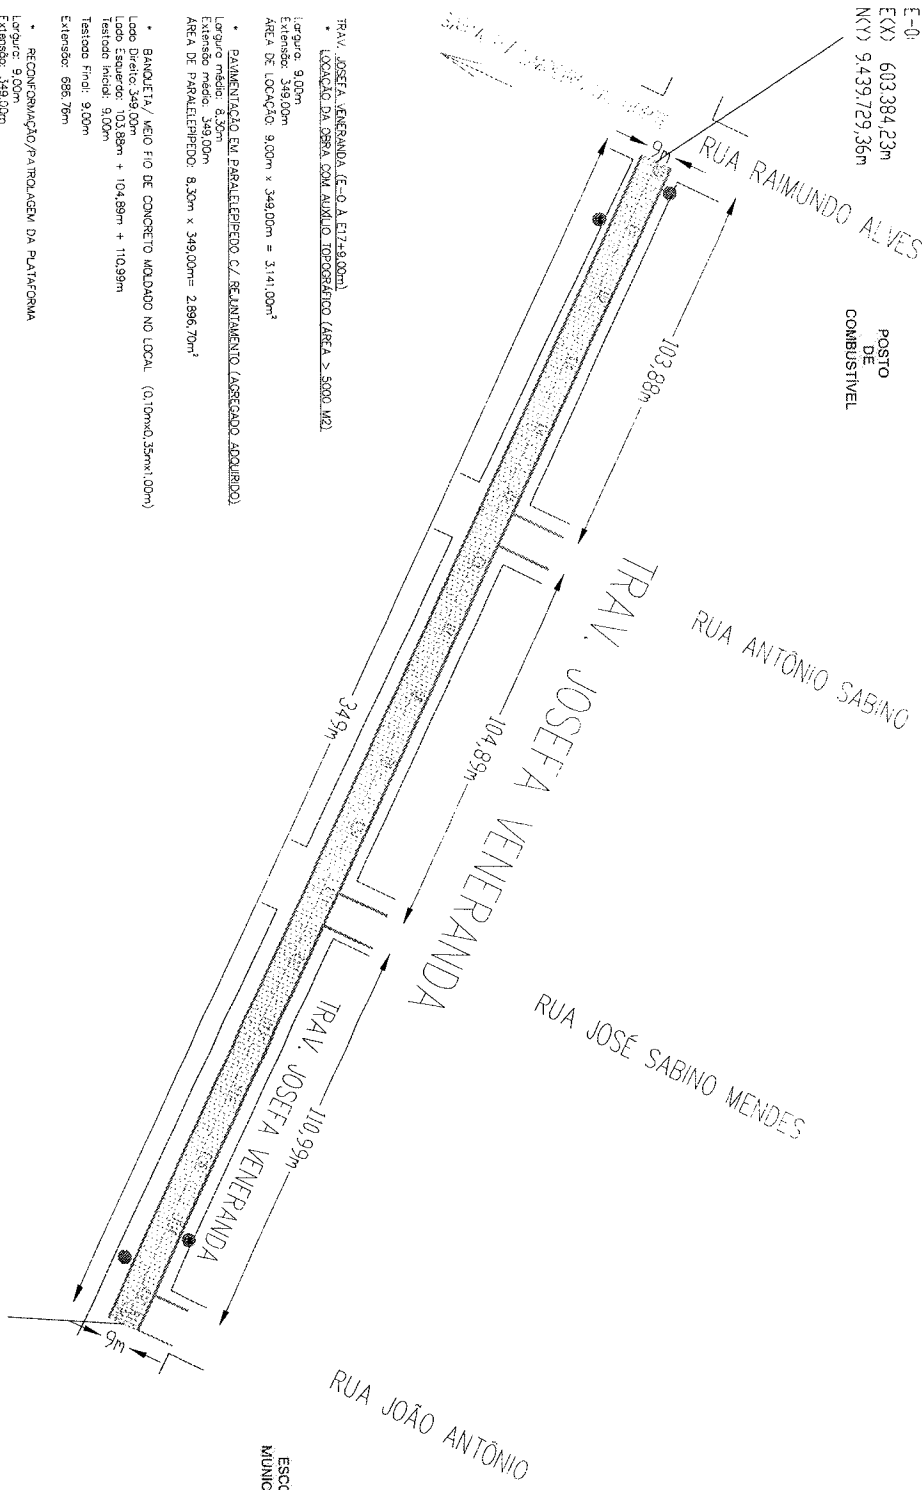 E-0:
E(X) 603.384,23m
N(Y) 9.439.729,36m
POSTO
DE
COMBUSTÍVEL
RUA RAIMUNDO ALVES
9m
103,88m
RUA ANTÔNIO SABINO
TRAV. JOSEFA VENERANDA
104,89m
349m
RUA JOSÉ SABINO MENDES
TRAV. JOSEFA VENERANDA
110,99m
9m
RUA JOÃO ANTÔNIO
ESCO
MUNIC
TRAV. JOSEFA VENERANDA (E-0 A E17+9,00m)
* LOCAÇÃO DA OBRA COM AUXÍLIO TOPOGRÁFICO (ÁREA > 5000 M2)
Largura: 9,00m
Extensão: 349,00m
ÁREA DE LOCAÇÃO: 9,00m x 349,00m = 3.141,00m²
* PAVIMENTAÇÃO EM PARALELEPÍPEDO C/ REJUNTAMENTO (AGREGADO ADQUIRIDO)
Largura média: 8,30m
Extensão média: 349,00m
ÁREA DE PARALELEPÍPEDO: 8,30m x 349,00m= 2.896,70m²
* BANQUETA/ MEIO FIO DE CONCRETO MOLDADO NO LOCAL (0,10mx0,35mx1,00m)
Lado Direito: 349,00m
Lado Esquerdo: 103,88m + 104,89m + 110,99m
Testada Inicial: 9,00m
Testada Final: 9,00m
Extensão: 686,76m
* RECONFORMAÇÃO/PATROLAGEM DA PLATAFORMA
Largura: 9,00m
Extensão: 349,00m